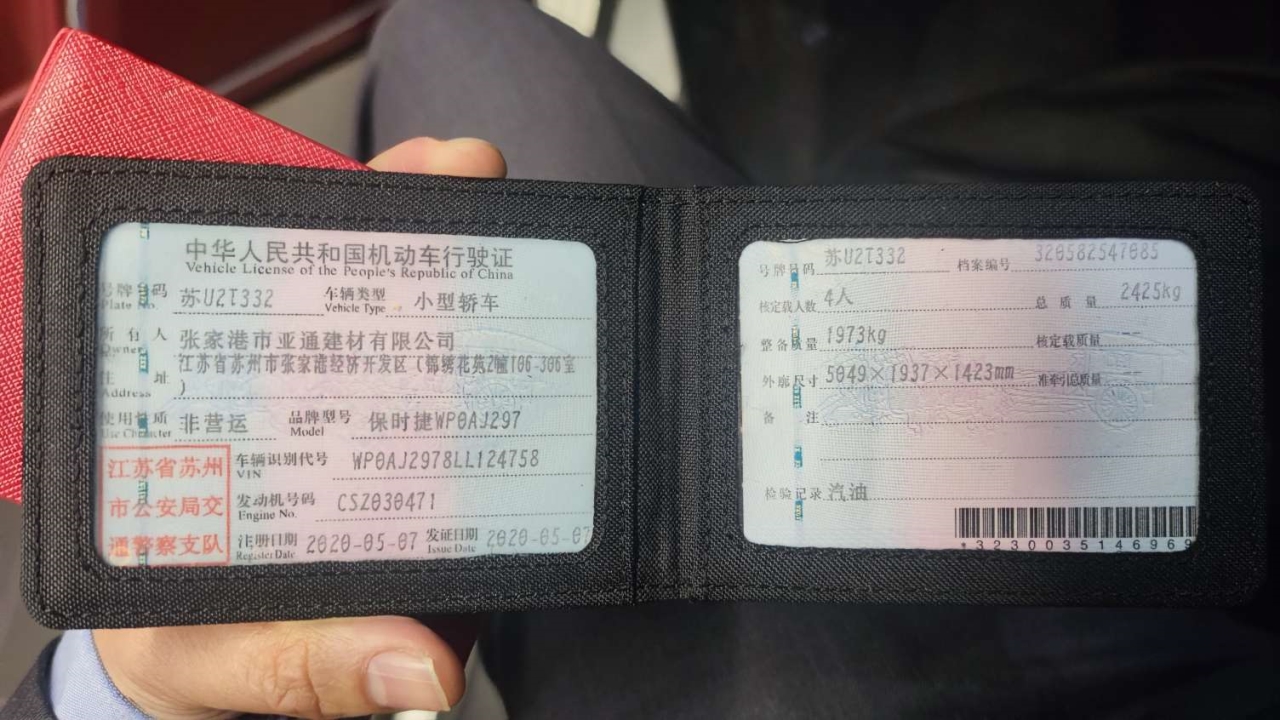 中华人民共和国机动车行驶证
Vehicle License of the People's Republic of China
号牌号码 苏U2T332 车辆类型 小型轿车
Plate No. Vehicle Type
所有人 张家港市亚通建材有限公司
Owner
住址 江苏省苏州市张家港经济开发区(锦绣花苑2幢106-306室
Address )
使用性质 非营运 品牌型号 保时捷WP0AJ297
Use Character Model
江苏省苏州
市公安局交
通警察支队
车辆识别代号 WP0AJ2978LL124758
VIN
发动机号码 CSZ030471
Engine No.
注册日期 2020-05-07 发证日期 2020-05-07
Register Date Issue Date
号牌号码 苏U2T332 档案编号 320582547085
核定载人数 4人 总质量 2425kg
整备质量 1973kg 核定载质量 --
外廓尺寸 5049×1937×1423mm 准牵引总质量 --
备注
检验记录 汽油
*3230035146969